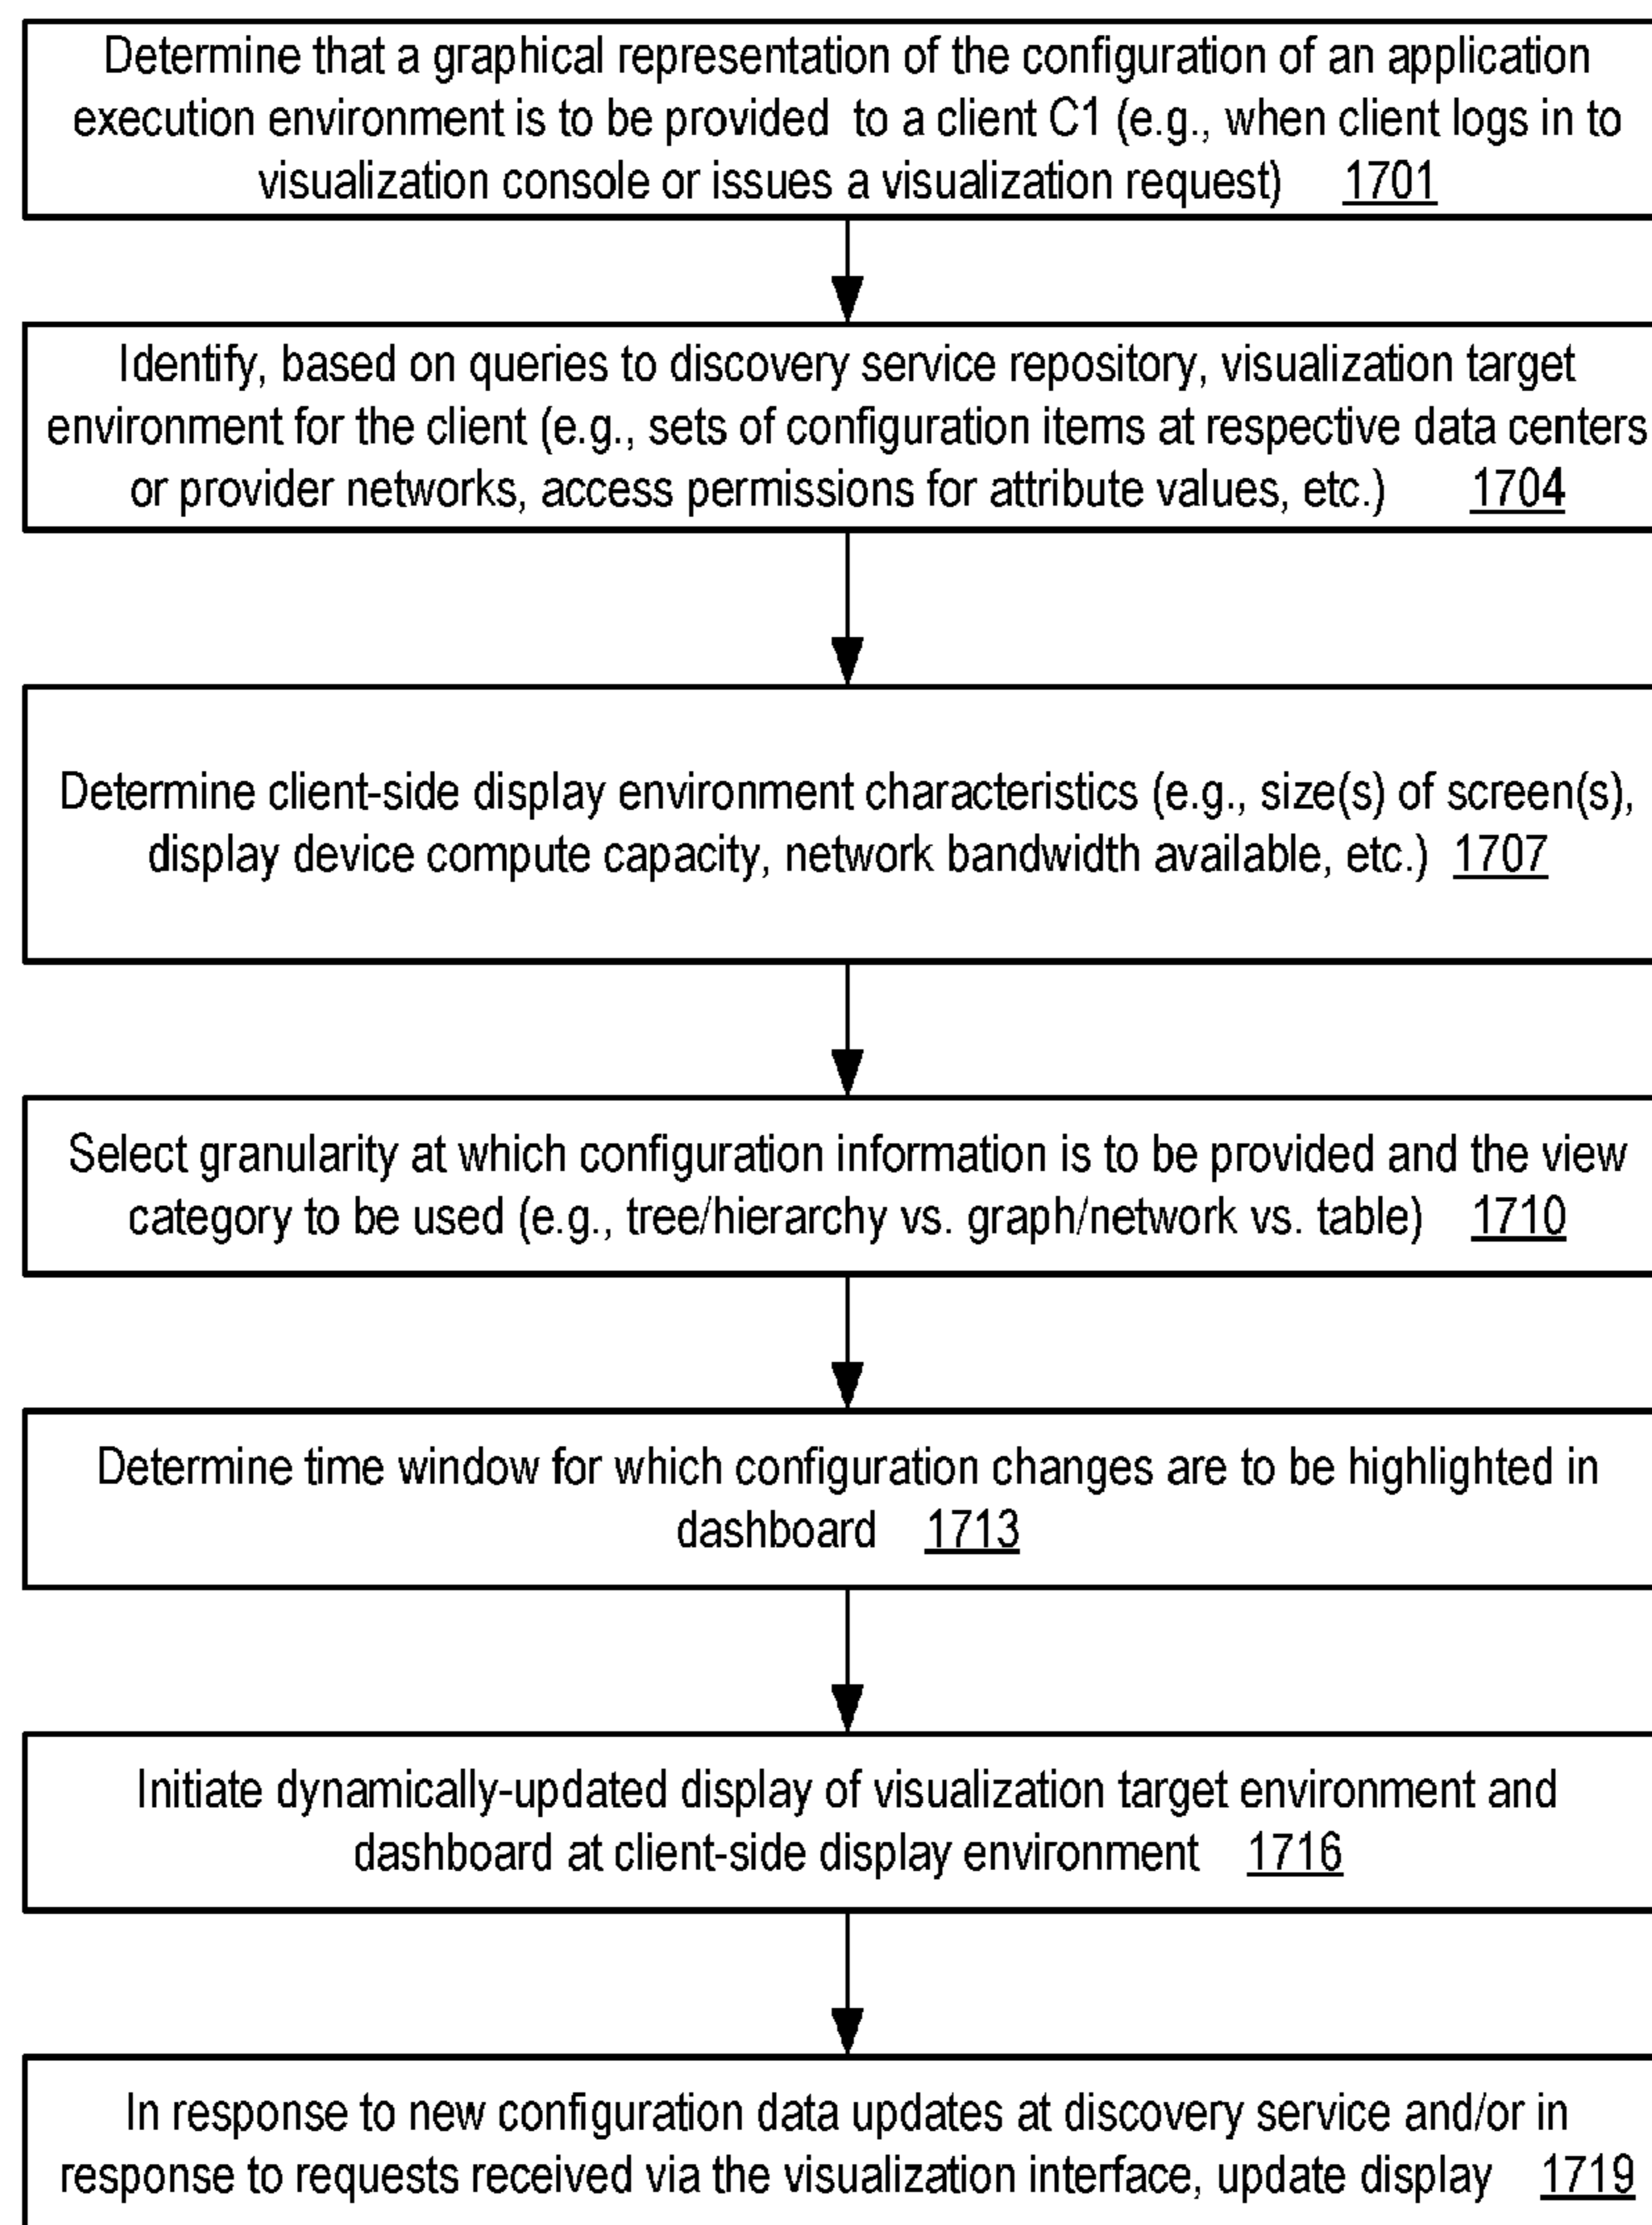 Determine that a graphical representation of the configuration of an application
execution environment is to be provided to a client C1 (e.g., when client logs in to
visualization console or issues a visualization request) 1701
Identify, based on queries to discovery service repository, visualization target
environment for the client (e.g., sets of configuration items at respective data centers
or provider networks, access permissions for attribute values, etc.) 1704
Determine client-side display environment characteristics (e.g., size(s) of screen(s),
display device compute capacity, network bandwidth available, etc.) 1707
Select granularity at which configuration information is to be provided and the view
category to be used (e.g., tree/hierarchy vs. graph/network vs. table) 1710
Determine time window for which configuration changes are to be highlighted in
dashboard 1713
Initiate dynamically-updated display of visualization target environment and
dashboard at client-side display environment 1716
In response to new configuration data updates at discovery service and/or in
response to requests received via the visualization interface, update display 1719